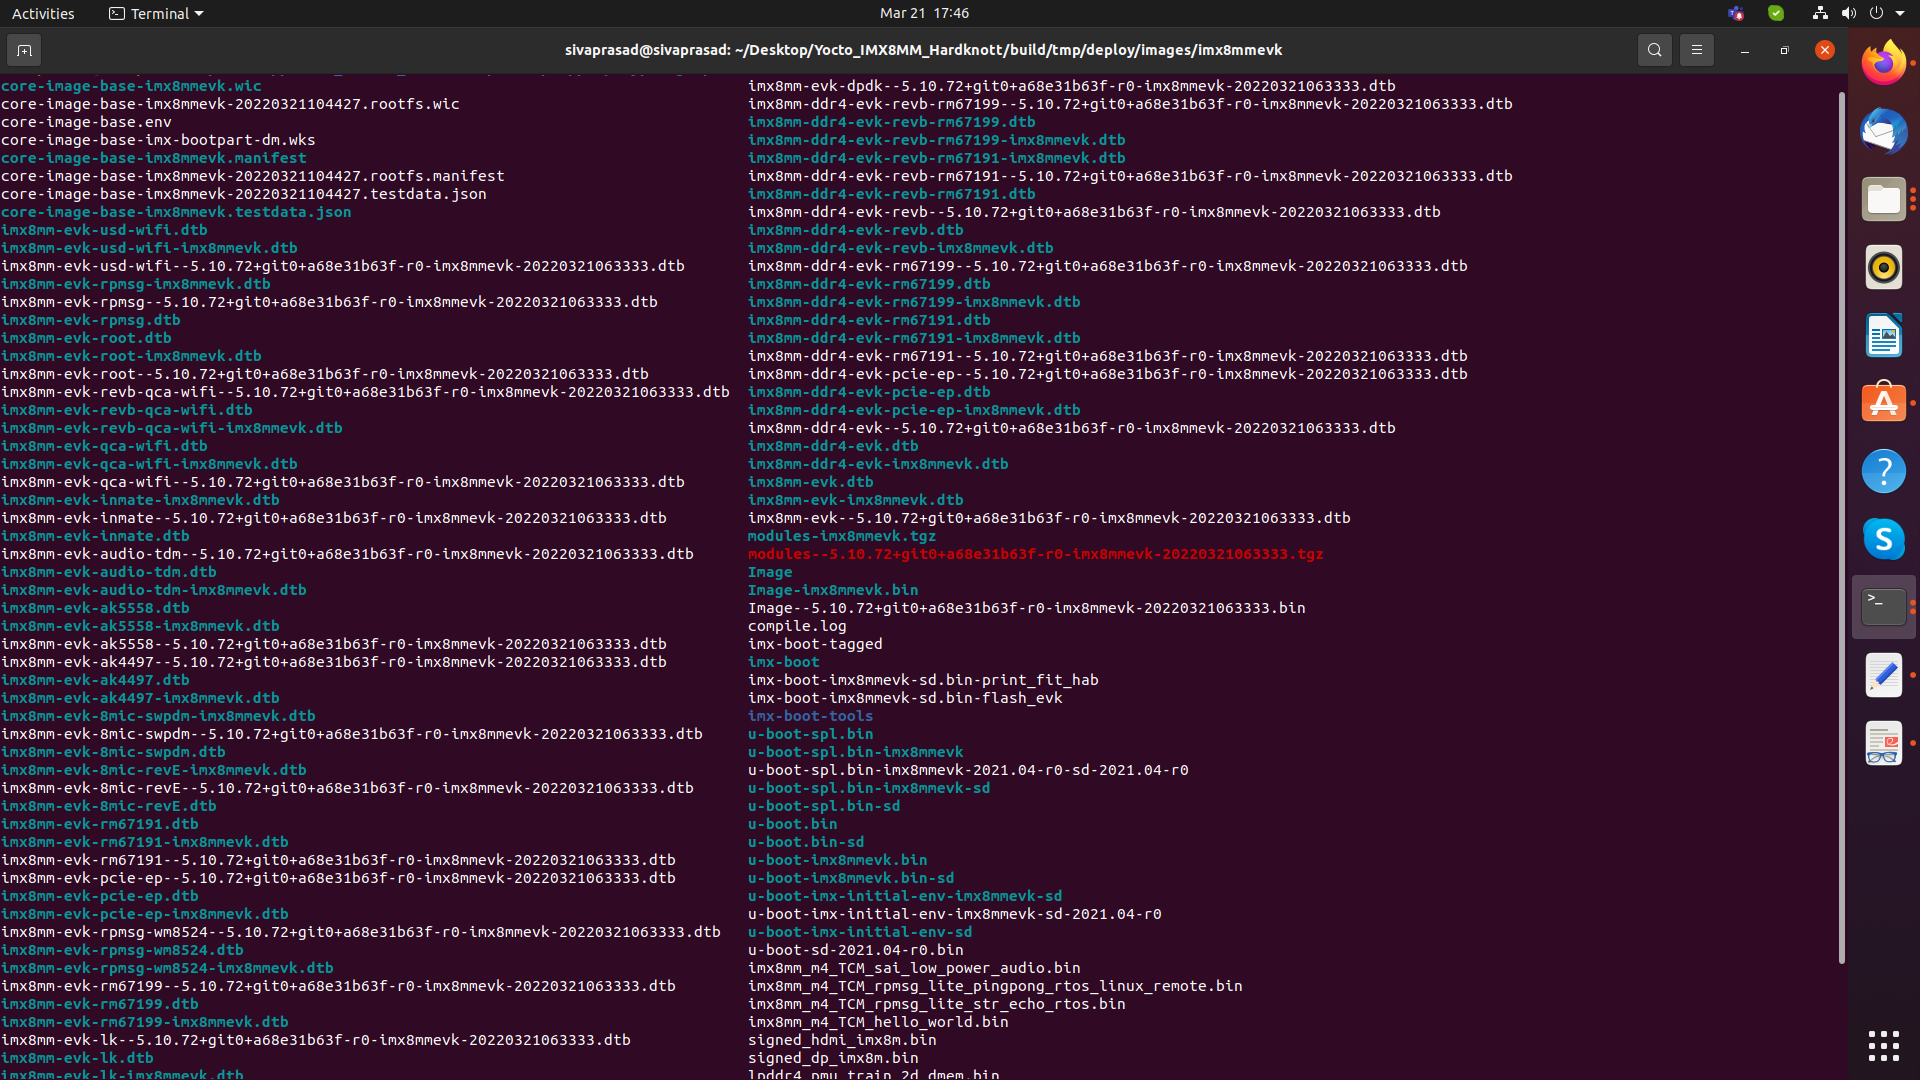 Activities
Terminal
Mar 21 17:46
sivaprasad@sivaprasad: ~/Desktop/Yocto_IMX8MM_Hardknott/build/tmp/deploy/images/imx8mmevk
core-image-base-imx8mmevk.wic
core-image-base-imx8mmevk-20220321104427.rootfs.wic
core-image-base.env
core-image-base-imx-bootpart-dm.wks
core-image-base-imx8mmevk.manifest
core-image-base-imx8mmevk-20220321104427.rootfs.manifest
core-image-base-imx8mmevk-20220321104427.testdata.json
core-image-base-imx8mmevk.testdata.json
imx8mm-evk-usd-wifi.dtb
imx8mm-evk-usd-wifi-imx8mmevk.dtb
imx8mm-evk-usd-wifi--5.10.72+git0+a68e31b63f-r0-imx8mmevk-20220321063333.dtb
imx8mm-evk-rpmsg-imx8mmevk.dtb
imx8mm-evk-rpmsg--5.10.72+git0+a68e31b63f-r0-imx8mmevk-20220321063333.dtb
imx8mm-evk-rpmsg.dtb
imx8mm-evk-root.dtb
imx8mm-evk-root-imx8mmevk.dtb
imx8mm-evk-root--5.10.72+git0+a68e31b63f-r0-imx8mmevk-20220321063333.dtb
imx8mm-evk-revb-qca-wifi--5.10.72+git0+a68e31b63f-r0-imx8mmevk-20220321063333.dtb
imx8mm-evk-revb-qca-wifi.dtb
imx8mm-evk-revb-qca-wifi-imx8mmevk.dtb
imx8mm-evk-qca-wifi.dtb
imx8mm-evk-qca-wifi-imx8mmevk.dtb
imx8mm-evk-qca-wifi--5.10.72+git0+a68e31b63f-r0-imx8mmevk-20220321063333.dtb
imx8mm-evk-inmate-imx8mmevk.dtb
imx8mm-evk-inmate--5.10.72+git0+a68e31b63f-r0-imx8mmevk-20220321063333.dtb
imx8mm-evk-inmate.dtb
imx8mm-evk-audio-tdm--5.10.72+git0+a68e31b63f-r0-imx8mmevk-20220321063333.dtb
imx8mm-evk-audio-tdm.dtb
imx8mm-evk-audio-tdm-imx8mmevk.dtb
imx8mm-evk-ak5558.dtb
imx8mm-evk-ak5558-imx8mmevk.dtb
imx8mm-evk-ak5558--5.10.72+git0+a68e31b63f-r0-imx8mmevk-20220321063333.dtb
imx8mm-evk-ak4497--5.10.72+git0+a68e31b63f-r0-imx8mmevk-20220321063333.dtb
imx8mm-evk-ak4497.dtb
imx8mm-evk-ak4497-imx8mmevk.dtb
imx8mm-evk-8mic-swpdm-imx8mmevk.dtb
imx8mm-evk-8mic-swpdm--5.10.72+git0+a68e31b63f-r0-imx8mmevk-20220321063333.dtb
imx8mm-evk-8mic-swpdm.dtb
imx8mm-evk-8mic-revE-imx8mmevk.dtb
imx8mm-evk-8mic-revE--5.10.72+git0+a68e31b63f-r0-imx8mmevk-20220321063333.dtb
imx8mm-evk-8mic-revE.dtb
imx8mm-evk-rm67191.dtb
imx8mm-evk-rm67191-imx8mmevk.dtb
imx8mm-evk-rm67191--5.10.72+git0+a68e31b63f-r0-imx8mmevk-20220321063333.dtb
imx8mm-evk-pcie-ep--5.10.72+git0+a68e31b63f-r0-imx8mmevk-20220321063333.dtb
imx8mm-evk-pcie-ep.dtb
imx8mm-evk-pcie-ep-imx8mmevk.dtb
imx8mm-evk-rpmsg-wm8524--5.10.72+git0+a68e31b63f-r0-imx8mmevk-20220321063333.dtb
imx8mm-evk-rpmsg-wm8524.dtb
imx8mm-evk-rpmsg-wm8524-imx8mmevk.dtb
imx8mm-evk-rm67199--5.10.72+git0+a68e31b63f-r0-imx8mmevk-20220321063333.dtb
imx8mm-evk-rm67199.dtb
imx8mm-evk-rm67199-imx8mmevk.dtb
imx8mm-evk-lk--5.10.72+git0+a68e31b63f-r0-imx8mmevk-20220321063333.dtb
imx8mm-evk-lk.dtb
imx8mm-evk-lk-imx8mmevk.dtb
imx8mm-evk-dpdk--5.10.72+git0+a68e31b63f-r0-imx8mmevk-20220321063333.dtb
imx8mm-ddr4-evk-revb-rm67199--5.10.72+git0+a68e31b63f-r0-imx8mmevk-20220321063333.dtb
imx8mm-ddr4-evk-revb-rm67199.dtb
imx8mm-ddr4-evk-revb-rm67199-imx8mmevk.dtb
imx8mm-ddr4-evk-revb-rm67191-imx8mmevk.dtb
imx8mm-ddr4-evk-revb-rm67191--5.10.72+git0+a68e31b63f-r0-imx8mmevk-20220321063333.dtb
imx8mm-ddr4-evk-revb-rm67191.dtb
imx8mm-ddr4-evk-revb--5.10.72+git0+a68e31b63f-r0-imx8mmevk-20220321063333.dtb
imx8mm-ddr4-evk-revb.dtb
imx8mm-ddr4-evk-revb-imx8mmevk.dtb
imx8mm-ddr4-evk-rm67199--5.10.72+git0+a68e31b63f-r0-imx8mmevk-20220321063333.dtb
imx8mm-ddr4-evk-rm67199.dtb
imx8mm-ddr4-evk-rm67199-imx8mmevk.dtb
imx8mm-ddr4-evk-rm67191.dtb
imx8mm-ddr4-evk-rm67191-imx8mmevk.dtb
imx8mm-ddr4-evk-rm67191--5.10.72+git0+a68e31b63f-r0-imx8mmevk-20220321063333.dtb
imx8mm-ddr4-evk-pcie-ep--5.10.72+git0+a68e31b63f-r0-imx8mmevk-20220321063333.dtb
imx8mm-ddr4-evk-pcie-ep.dtb
imx8mm-ddr4-evk-pcie-ep-imx8mmevk.dtb
imx8mm-ddr4-evk--5.10.72+git0+a68e31b63f-r0-imx8mmevk-20220321063333.dtb
imx8mm-ddr4-evk.dtb
imx8mm-ddr4-evk-imx8mmevk.dtb
imx8mm-evk.dtb
imx8mm-evk-imx8mmevk.dtb
imx8mm-evk--5.10.72+git0+a68e31b63f-r0-imx8mmevk-20220321063333.dtb
modules-imx8mmevk.tgz
modules--5.10.72+git0+a68e31b63f-r0-imx8mmevk-20220321063333.tgz
Image
Image-imx8mmevk.bin
Image--5.10.72+git0+a68e31b63f-r0-imx8mmevk-20220321063333.bin
compile.log
imx-boot-tagged
imx-boot
imx-boot-imx8mmevk-sd.bin-print_fit_hab
imx-boot-imx8mmevk-sd.bin-flash_evk
imx-boot-tools
u-boot-spl.bin
u-boot-spl.bin-imx8mmevk
u-boot-spl.bin-imx8mmevk-2021.04-r0-sd-2021.04-r0
u-boot-spl.bin-imx8mmevk-sd
u-boot-spl.bin-sd
u-boot.bin
u-boot.bin-sd
u-boot-imx8mmevk.bin
u-boot-imx8mmevk.bin-sd
u-boot-imx-initial-env-imx8mmevk-sd
u-boot-imx-initial-env-imx8mmevk-sd-2021.04-r0
u-boot-imx-initial-env-sd
u-boot-sd-2021.04-r0.bin
imx8mm_m4_TCM_sai_low_power_audio.bin
imx8mm_m4_TCM_rpmsg_lite_pingpong_rtos_linux_remote.bin
imx8mm_m4_TCM_rpmsg_lite_str_echo_rtos.bin
imx8mm_m4_TCM_hello_world.bin
signed_hdmi_imx8m.bin
signed_dp_imx8m.bin
lpddr4_pmu_train_2d_dmem.bin